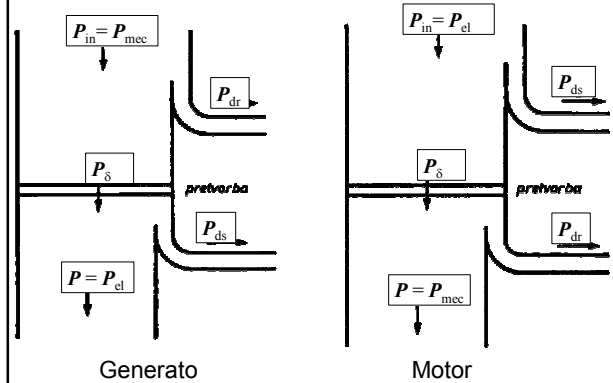 P_in = P_mec
P_dr
P_δ
pretvorba
P_ds
P = P_el
Generato
P_in = P_el
P_ds
P_δ
pretvorba
P_dr
P = P_mec
Motor